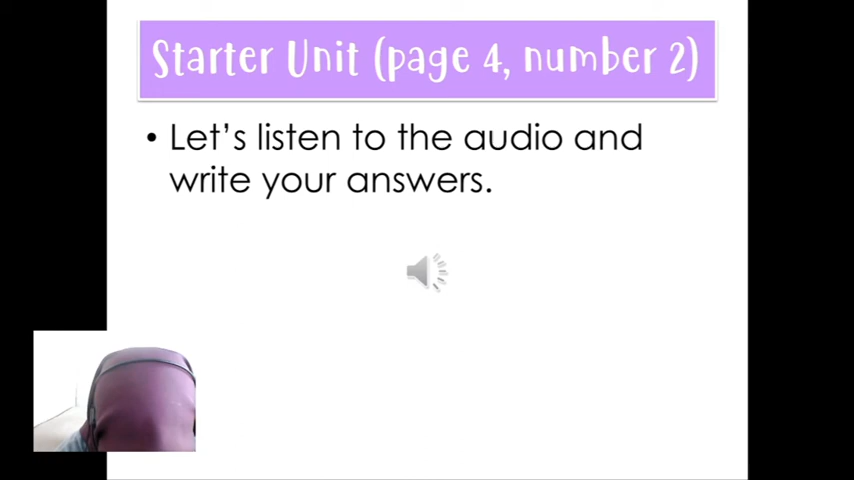 Starter Unit (page 4, number 2)
• Let’s listen to the audio and
write your answers.